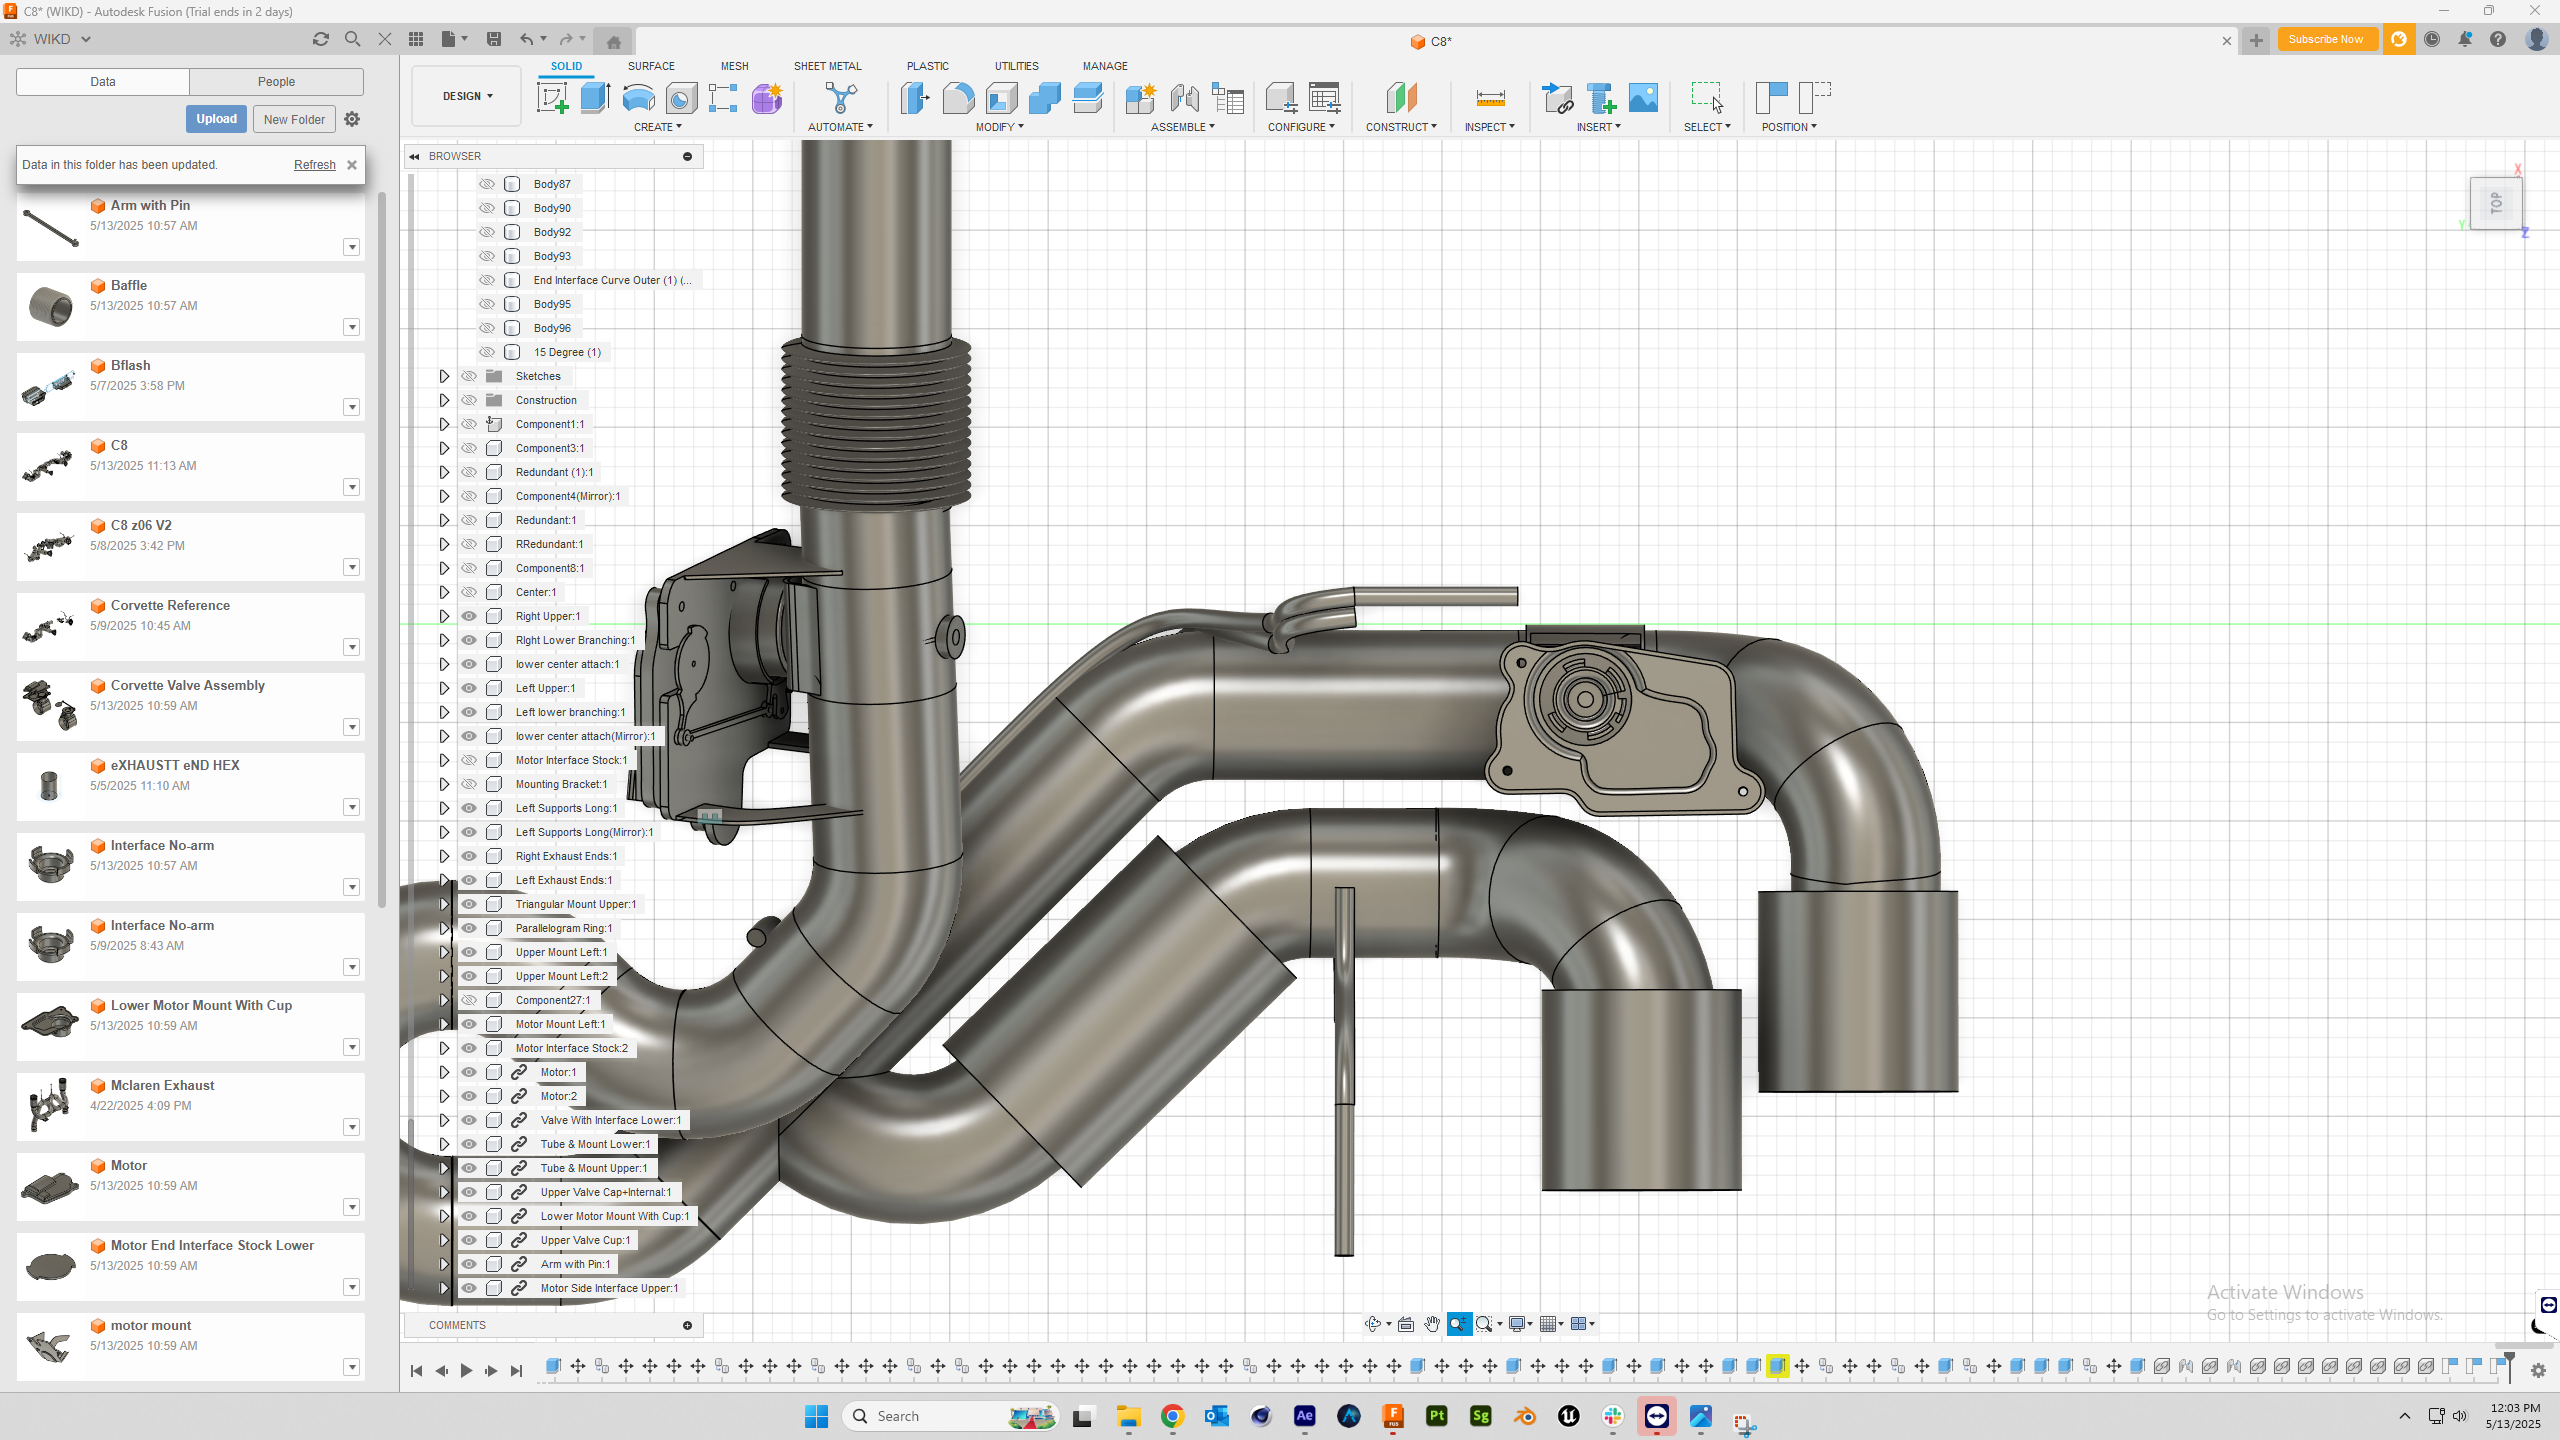 C8* (WIKD) - Autodesk Fusion (Trial ends in 2 days)
WIKD
C8*
Subscribe Now
Data
People
Upload
New Folder
Data in this folder has been updated.
Refresh
Arm with Pin
5/13/2025 10:57 AM
Baffle
5/13/2025 10:57 AM
Bflash
5/7/2025 3:58 PM
C8
5/13/2025 11:13 AM
C8 z06 V2
5/8/2025 3:42 PM
Corvette Reference
5/9/2025 10:45 AM
Corvette Valve Assembly
5/13/2025 10:59 AM
eXHAUSTT eND HEX
5/5/2025 11:10 AM
Interface No-arm
5/13/2025 10:57 AM
Interface No-arm
5/9/2025 8:43 AM
Lower Motor Mount With Cup
5/13/2025 10:59 AM
Mclaren Exhaust
4/22/2025 4:09 PM
Motor
5/13/2025 10:59 AM
Motor End Interface Stock Lower
5/13/2025 10:59 AM
motor mount
5/13/2025 10:59 AM
DESIGN
SOLID
SURFACE
MESH
SHEET METAL
PLASTIC
UTILITIES
MANAGE
CREATE
AUTOMATE
MODIFY
ASSEMBLE
CONFIGURE
CONSTRUCT
INSPECT
INSERT
SELECT
POSITION
BROWSER
Body87
Body90
Body92
Body93
End Interface Curve Outer (1) (...
Body95
Body96
15 Degree (1)
Sketches
Construction
Component1:1
Component3:1
Redundant (1):1
Component4(Mirror):1
Redundant:1
RRedundant:1
Component8:1
Center:1
Right Upper:1
RIght Lower Branching:1
lower center attach:1
Left Upper:1
Left lower branching:1
lower center attach(Mirror):1
Motor Interface Stock:1
Mounting Bracket:1
Left Supports Long:1
Left Supports Long(Mirror):1
Right Exhaust Ends:1
Left Exhaust Ends:1
Triangular Mount Upper:1
Parallelogram Ring:1
Upper Mount Left:1
Upper Mount Left:2
Component27:1
Motor Mount Left:1
Motor Interface Stock:2
Motor:1
Motor:2
Valve With Interface Lower:1
Tube & Mount Lower:1
Tube & Mount Upper:1
Upper Valve Cap+Internal:1
Lower Motor Mount With Cup:1
Upper Valve Cup:1
Arm with Pin:1
Motor Side Interface Upper:1
COMMENTS
X
TOP
Y
Z
Activate Windows
Go to Settings to activate Windows.
Search
Ae
F
FUS
Pt
Sg
12:03 PM
5/13/2025